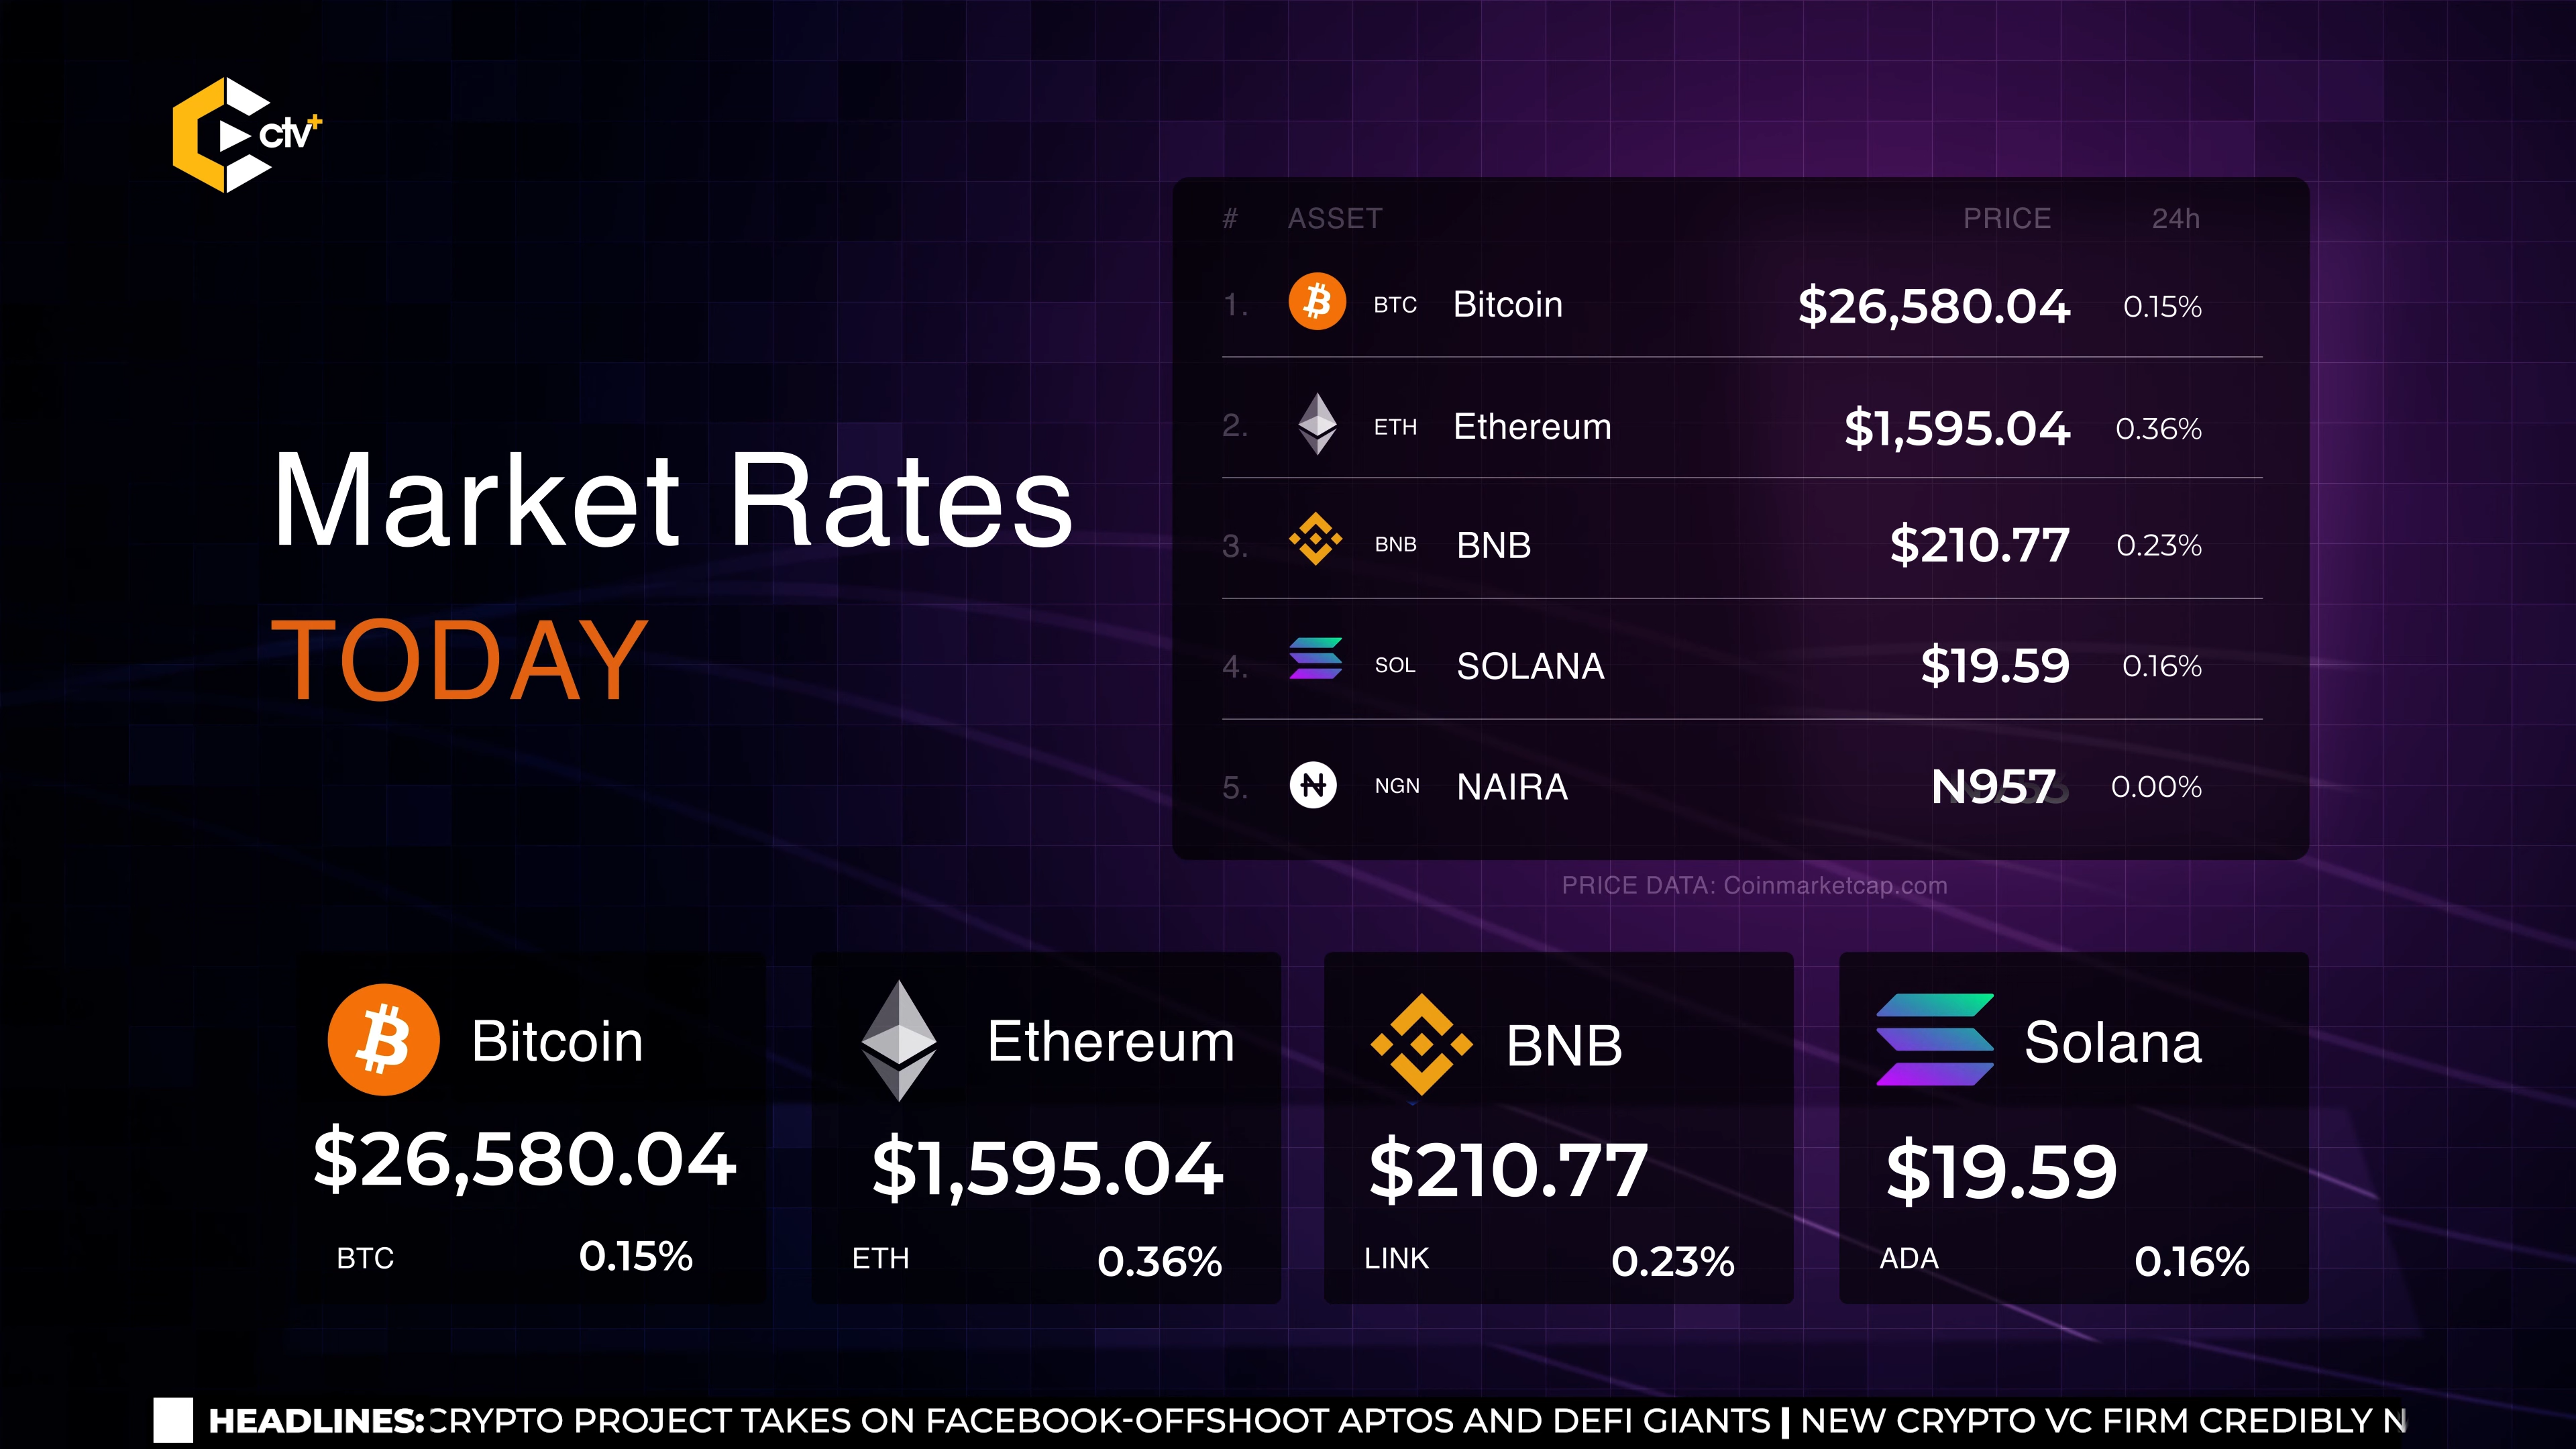 ctv+
# ASSET PRICE 24h
1. BTC Bitcoin $26,580.04 0.15%
2. ETH Ethereum $1,595.04 0.36%
3. BNB BNB $210.77 0.23%
4. SOL SOLANA $19.59 0.16%
5. NGN NAIRA N957 0.00%
PRICE DATA: Coinmarketcap.com
Market Rates
TODAY
Bitcoin
$26,580.04
BTC 0.15%
Ethereum
$1,595.04
ETH 0.36%
BNB
$210.77
LINK 0.23%
Solana
$19.59
ADA 0.16%
HEADLINES: CRYPTO PROJECT TAKES ON FACEBOOK-OFFSHOOT APTOS AND DEFI GIANTS | NEW CRYPTO VC FIRM CREDIBLY N